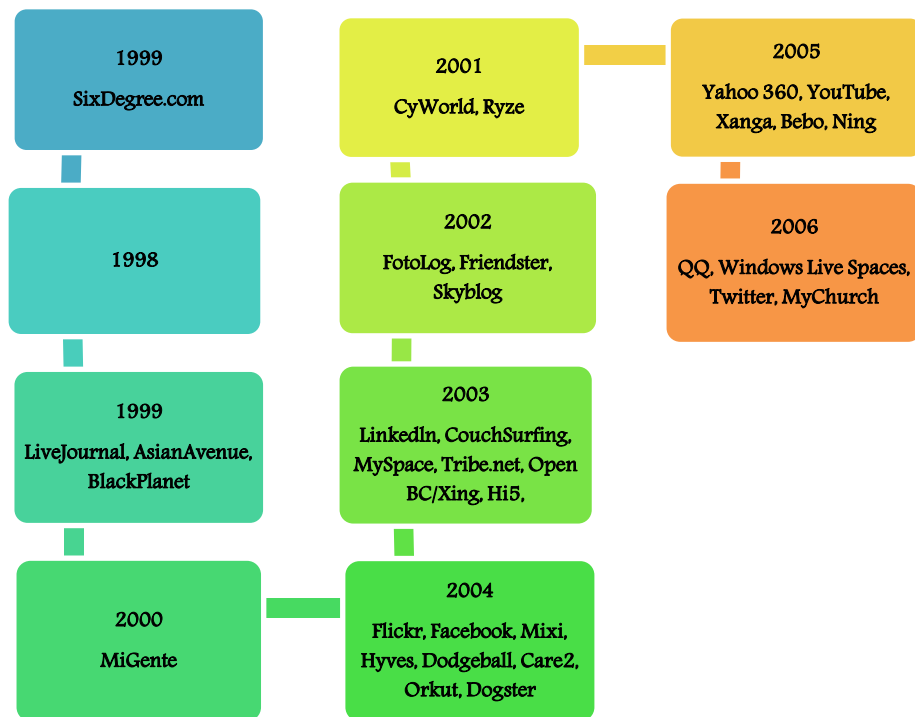 1999
SixDegree.com
1998
1999
LiveJournal, AsianAvenue,
BlackPlanet
2000
MiGente
2001
CyWorld, Ryze
2002
FotoLog, Friendster,
Skyblog
2003
LinkedIn, CouchSurfing,
MySpace, Tribe.net, Open
BC/Xing, Hi5,
2004
Flickr, Facebook, Mixi,
Hyves, Dodgeball, Care2,
Orkut, Dogster
2005
Yahoo 360, YouTube,
Xanga, Bebo, Ning
2006
QQ, Windows Live Spaces,
Twitter, MyChurch